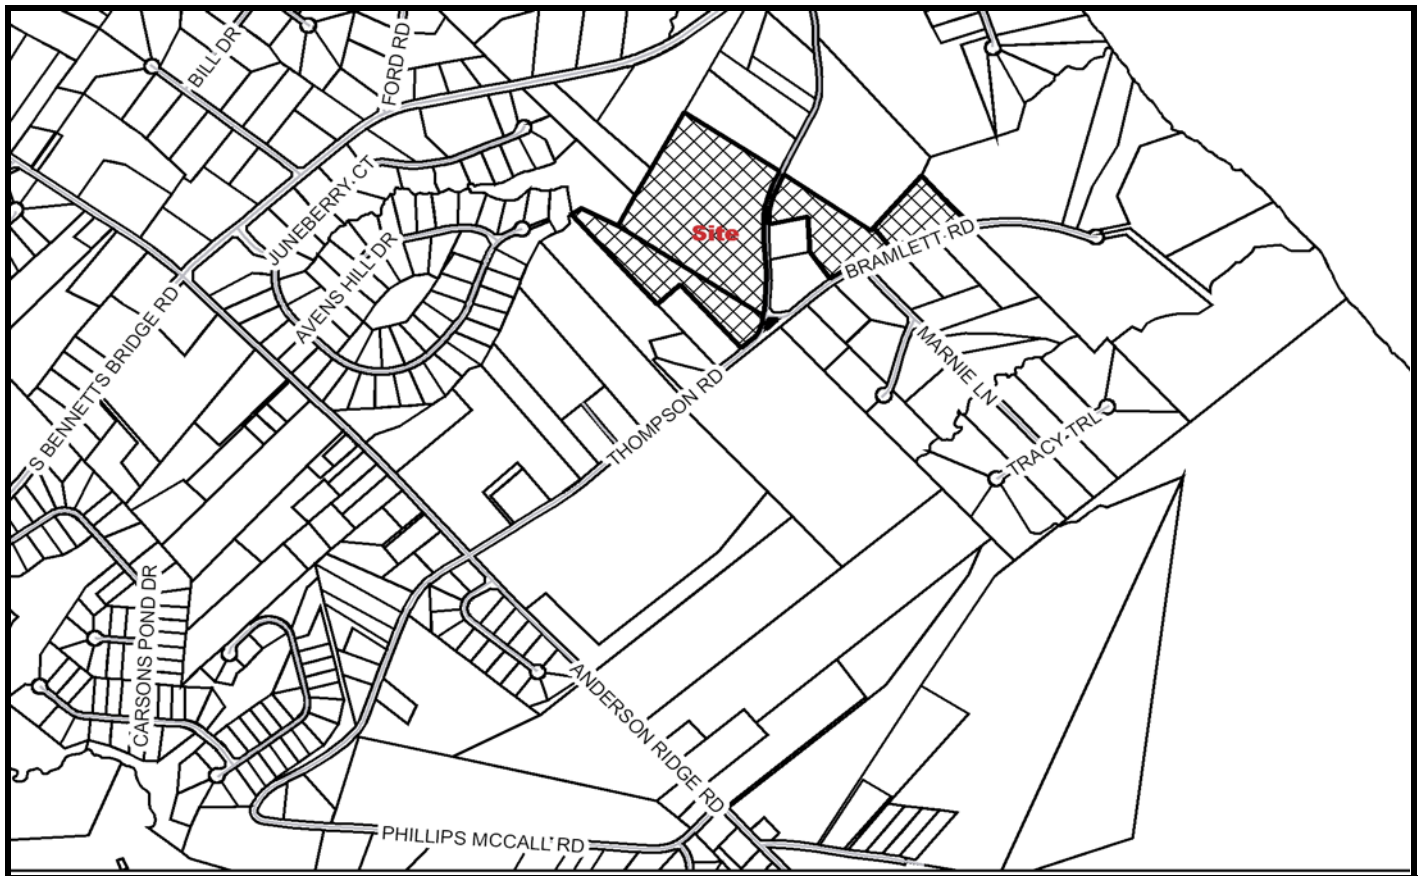 BILL DR
FORD RD
JUNEBERRY CT
AVENS HILL DR
Site
BRAMLETT RD
S BENNETTS BRIDGE RD
MARNIE LN
THOMPSON RD
TRACY TRL
CARSONS POND DR
ANDERSON RIDGE RD
PHILLIPS MCCALL RD